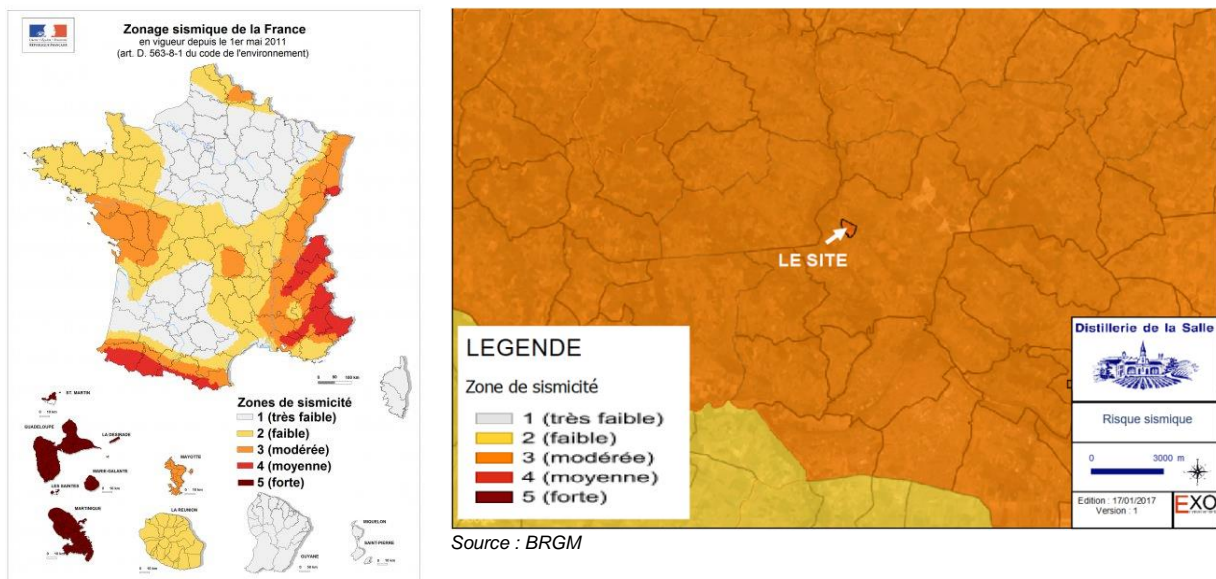 Zonage sismique de la France
en vigueur depuis le 1er mai 2011
(art. D. 563-8-1 du code de l'environnement)
RÉPUBLIQUE FRANÇAISE
Zones de sismicité
1 (très faible)
2 (faible)
3 (modérée)
4 (moyenne)
5 (forte)
ST. MARTIN
GUADELOUPE
LA DESIRADE
MARIE-GALANTE
LES SAINTES
MARTINIQUE
MAYOTTE
LA REUNION
GUYANE
MIQUELON
SAINT-PIERRE
LE SITE
LEGENDE
Zone de sismicité
1 (très faible)
2 (faible)
3 (modérée)
4 (moyenne)
5 (forte)
Distillerie de la Salle
Risque sismique
0 3000 m
Edition : 17/01/2017
Version : 1
EXO
Source : BRGM